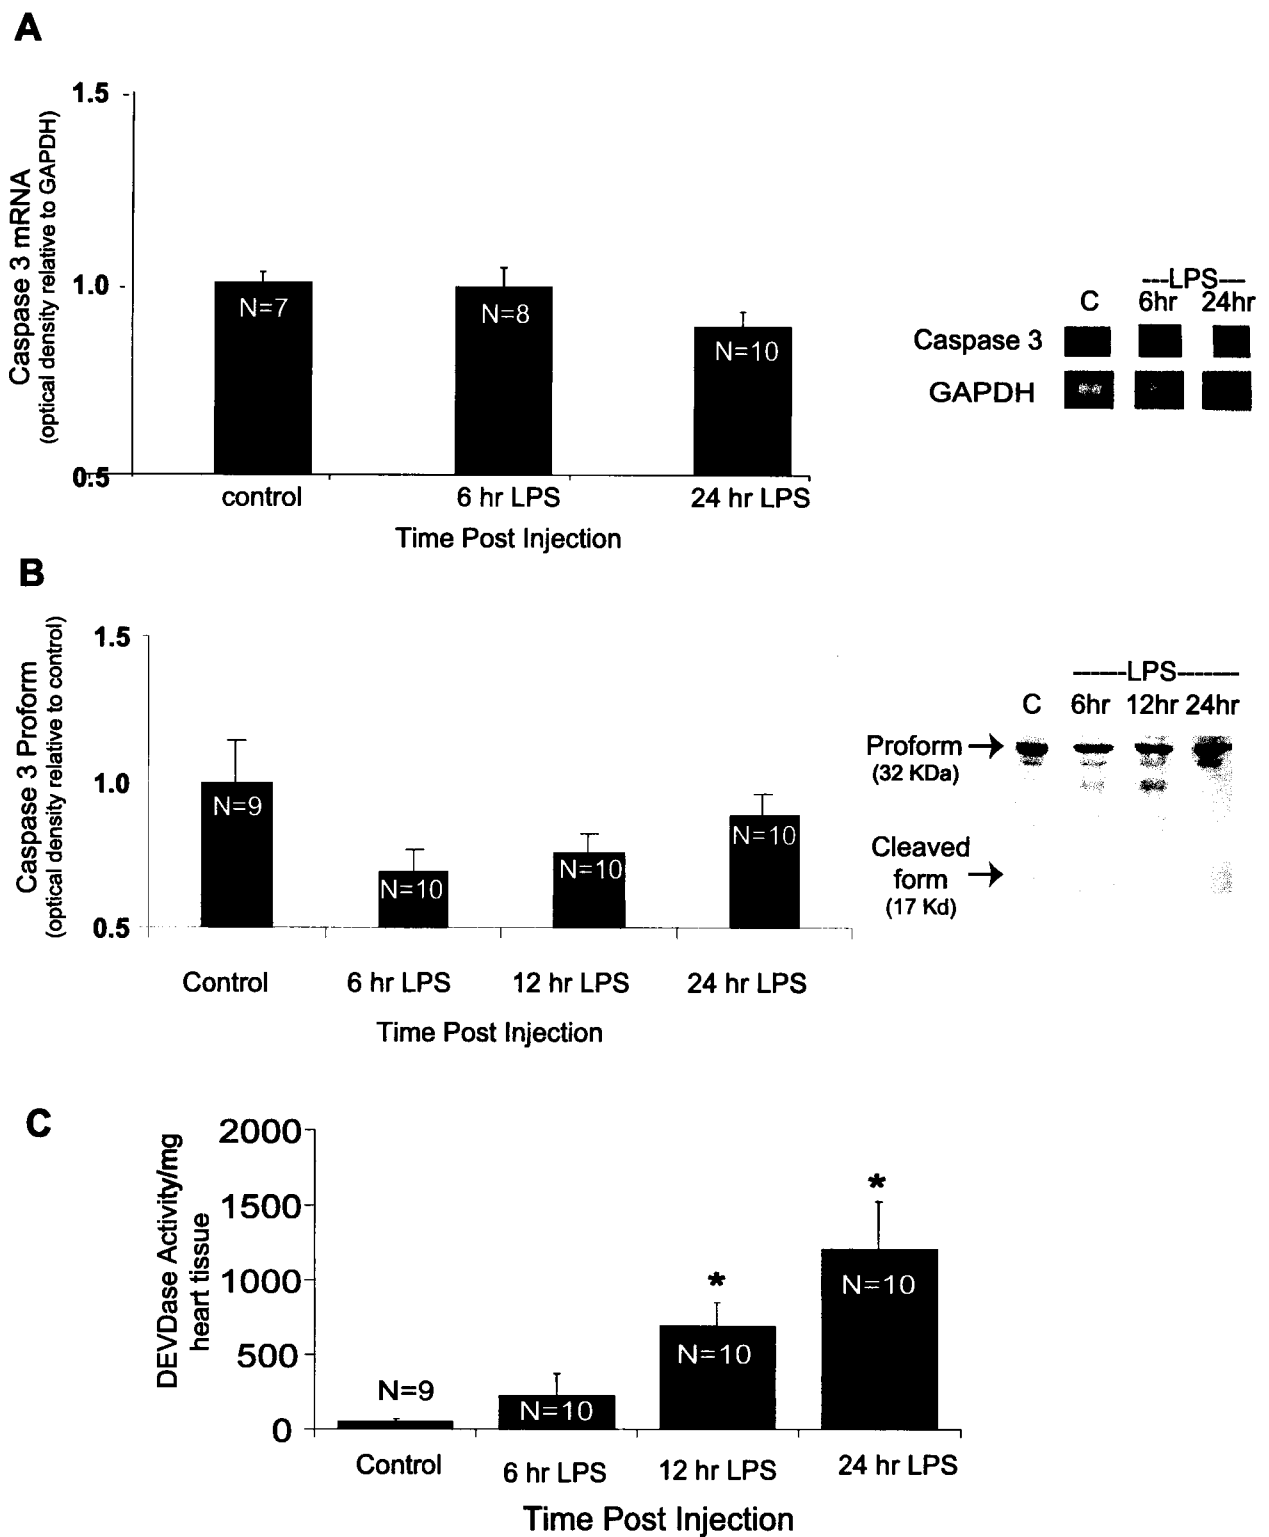 A
1.5
1.0
0.5
Caspase 3 mRNA
(optical density relative to GAPDH)
N=7
N=8
N=10
control
6 hr LPS
24 hr LPS
Time Post Injection
---LPS---
C
6hr
24hr
Caspase 3
GAPDH
B
1.5
1.0
0.5
Caspase 3 Proform
(optical density relative to control)
N=9
N=10
N=10
N=10
Control
6 hr LPS
12 hr LPS
24 hr LPS
Time Post Injection
------LPS-------
C
6hr
12hr
24hr
Proform
(32 KDa)
Cleaved
form
(17 Kd)
C
2000
1500
1000
500
0
DEVDase Activity/mg
heart tissue
N=9
N=10
*
N=10
*
N=10
Control
6 hr LPS
12 hr LPS
24 hr LPS
Time Post Injection